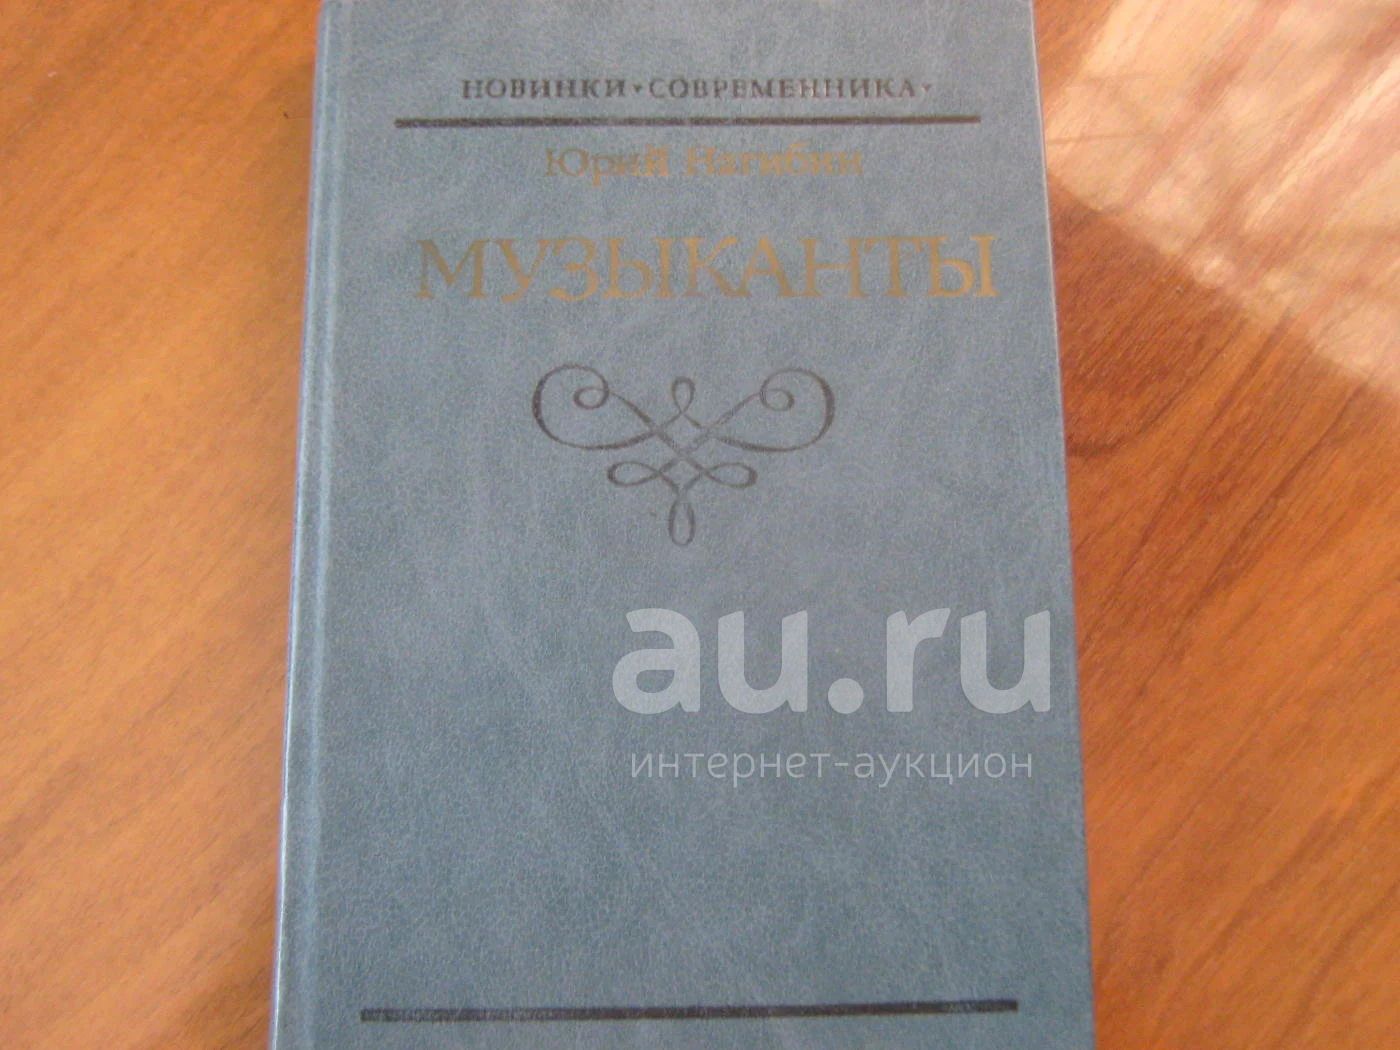 НОВИНКИ · СОВРЕМЕННИКА ·
Юрий Нагибин
МУЗЫКАНТЫ
au.ru
интернет-аукцион